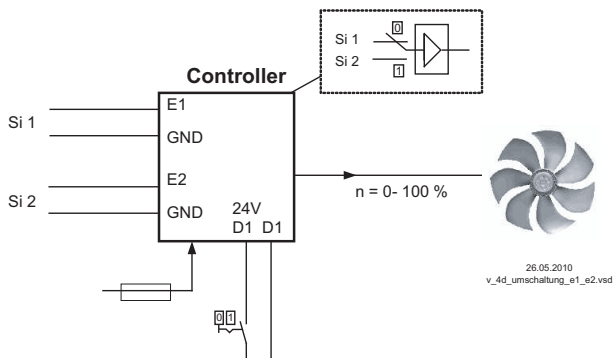 0
Si 1
Si 2
1
Controller
E1
Si 1
GND
E2
Si 2
GND
24V
D1 D1
n = 0- 100 %
26.05.2010
v_4d_umschaltung_e1_e2.vsd
0 1